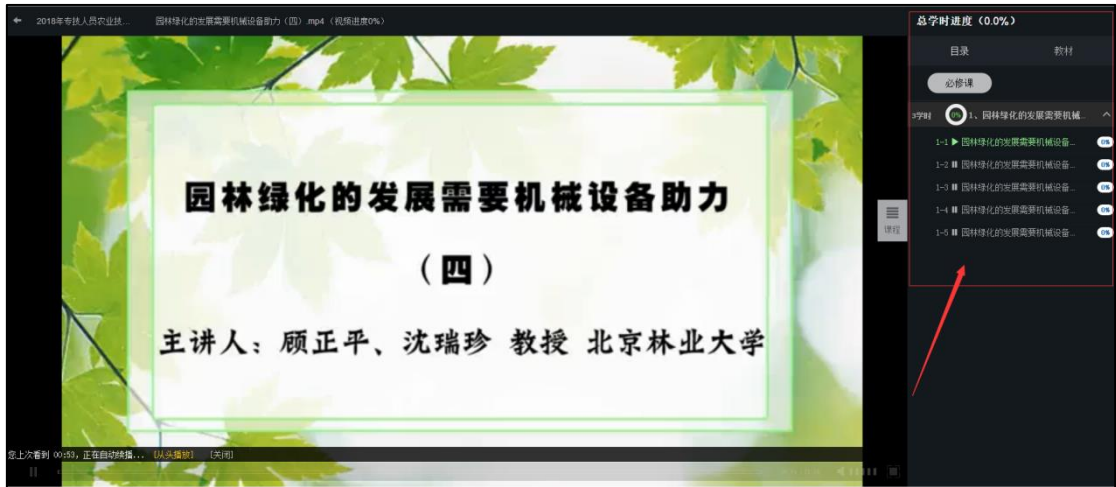 2018年专技人员农业技...
园林绿化的发展需要机械设备助力（四）.mp4（视频进度0%）
园林绿化的发展需要机械设备助力
（四）
主讲人：顾正平、沈瑞珍 教授 北京林业大学
您上次看到 00:53，正在自动续播... [从头播放] [关闭]
课程
总学时进度（0.0%）
目录 教材
必修课
3学时 0% 1、园林绿化的发展需要机械...
1-1 园林绿化的发展需要机械设备... 0%
1-2 园林绿化的发展需要机械设备... 0%
1-3 园林绿化的发展需要机械设备... 0%
1-4 园林绿化的发展需要机械设备... 0%
1-5 园林绿化的发展需要机械设备... 0%